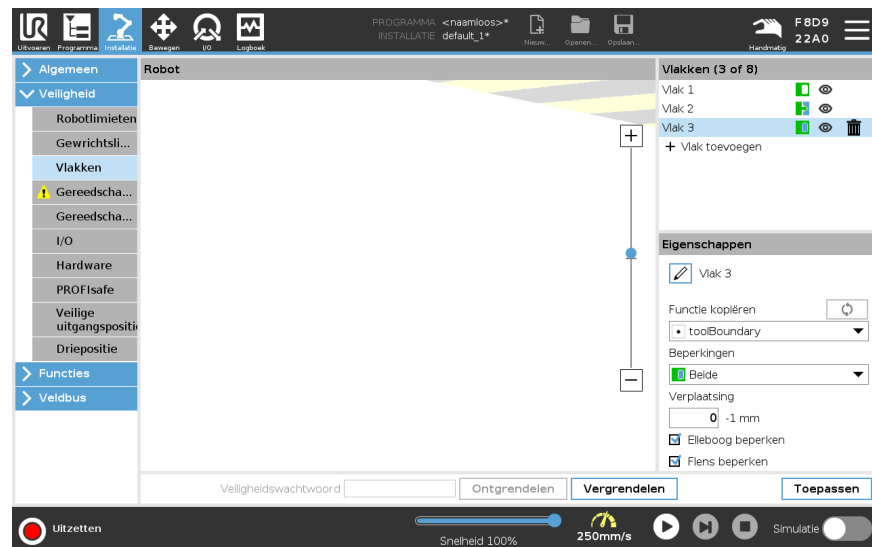 PROGRAMMA <naamloos>*
INSTALLATIE default_1*
F8D9
22A0
Uitvoeren Programma Installatie Bewegen I/O Logboek
Nieuw... Openen... Opslaan...
Handmatig
Algemeen
Veiligheid
Robotlimieten
Gewrichtsli...
Vlakken
Gereedscha...
Gereedscha...
I/O
Hardware
PROFIsafe
Veilige
uitgangspositi
Driepositie
Functies
Veldbus
Robot
Vlakken (3 of 8)
Vlak 1
Vlak 2
Vlak 3
+ Vlak toevoegen
Eigenschappen
Vlak 3
Functie kopiëren
toolBoundary
Beperkingen
Beide
Verplaatsing
0 -1 mm
Elleboog beperken
Flens beperken
Veiligheidswachtwoord Ontgrendelen Vergrendelen Toepassen
Uitzetten
Snelheid 100%
250mm/s
Simulatie